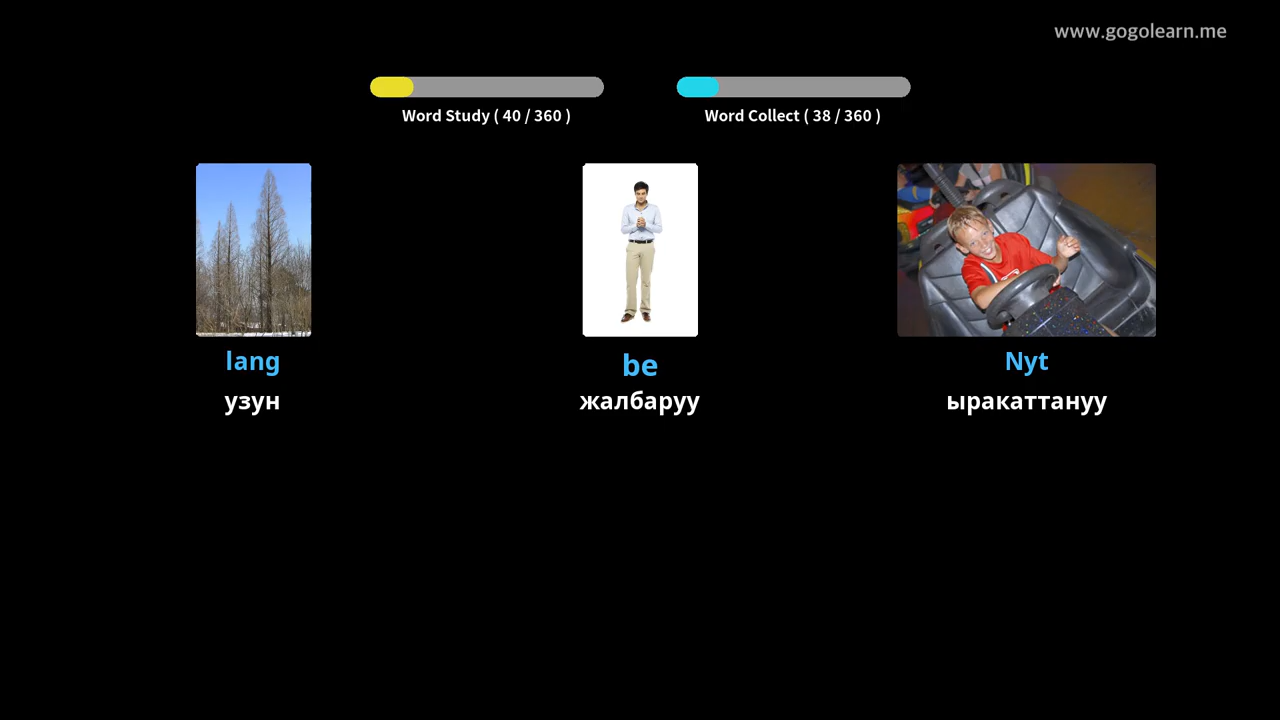 www.gogolearn.me
Word Study ( 40 / 360 )
Word Collect ( 38 / 360 )
lang
узун
be
жалбаруу
Nyt
ыракаттануу